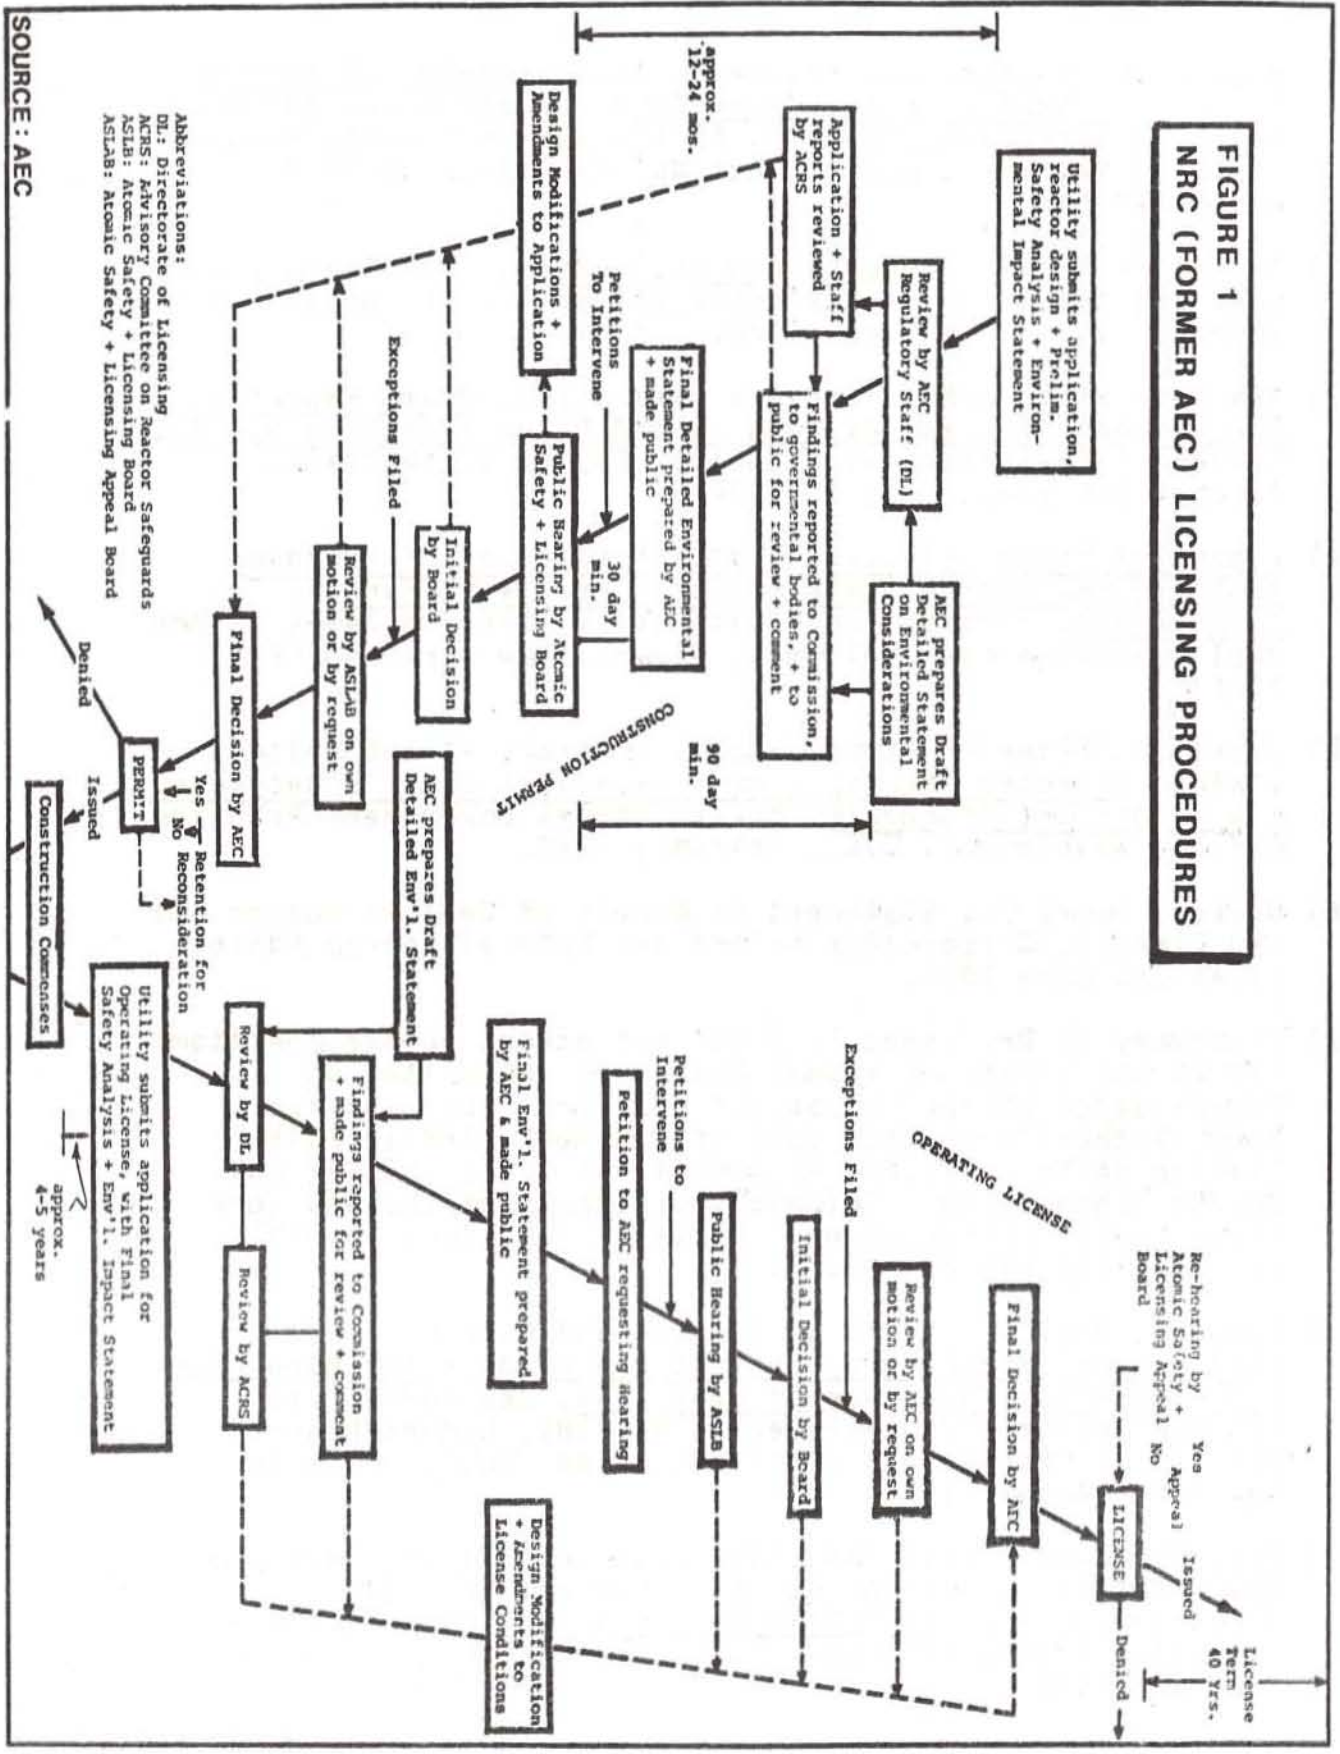 FIGURE 1
NRC (FORMER AEC) LICENSING PROCEDURES
Utility submits application,
reactor design + Prelim.
Safety Analysis + Environ-
mental Impact Statement
Review by AEC
Regulatory Staff (DL)
AEC prepares Draft
Detailed Statement
on Environmental
Considerations
Application + Staff
reports reviewed
by ACRS
Findings reported to Commission,
to governmental bodies, + to
public for review + comment
approx.
12-24 mos.
90 day
min.
Final Detailed Environmental
Statement prepared by AEC
+ made public
Petitions
To Intervene
30 day
min.
Design Modifications +
Amendments to Application
Public Hearing by Atomic
Safety + Licensing Board
CONSTRUCTION PERMIT
Initial Decision
by Board
Exceptions Filed
Review by ASLAB on own
motion or by request
Final Decision by AEC
Yes
No
Retention for
Reconsideration
PERMIT
Denied
Issued
Construction Commenses
Abbreviations:
DL: Directorate of Licensing
ACRS: Advisory Committee on Reactor Safeguards
ASLB: Atomic Safety + Licensing Board
ASLAB: Atomic Safety + Licensing Appeal Board
SOURCE: AEC
Re-hearing by
Atomic Safety +
Licensing Appeal
Board
Yes
No
Appeal
LICENSE
Issued
Denied
License
Term
40 Yrs.
Final Decision by AEC
OPERATING LICENSE
Review by AEC on own
motion or by request
Exceptions Filed
Initial Decision by Board
Public Hearing by ASLB
Petitions to
Intervene
Petition to AEC requesting Hearing
Final Env'l. Statement prepared
by AEC & made public
Design Modification
+ Amendments to
License Conditions
AEC prepares Draft
Detailed Env'l. Statement
Findings reported to Commission
+ made public for review + comment
Review by DL
Review by ACRS
Utility submits application for
Operating License, with Final
Safety Analysis + Env'l. Impact Statement
approx.
4-5 years